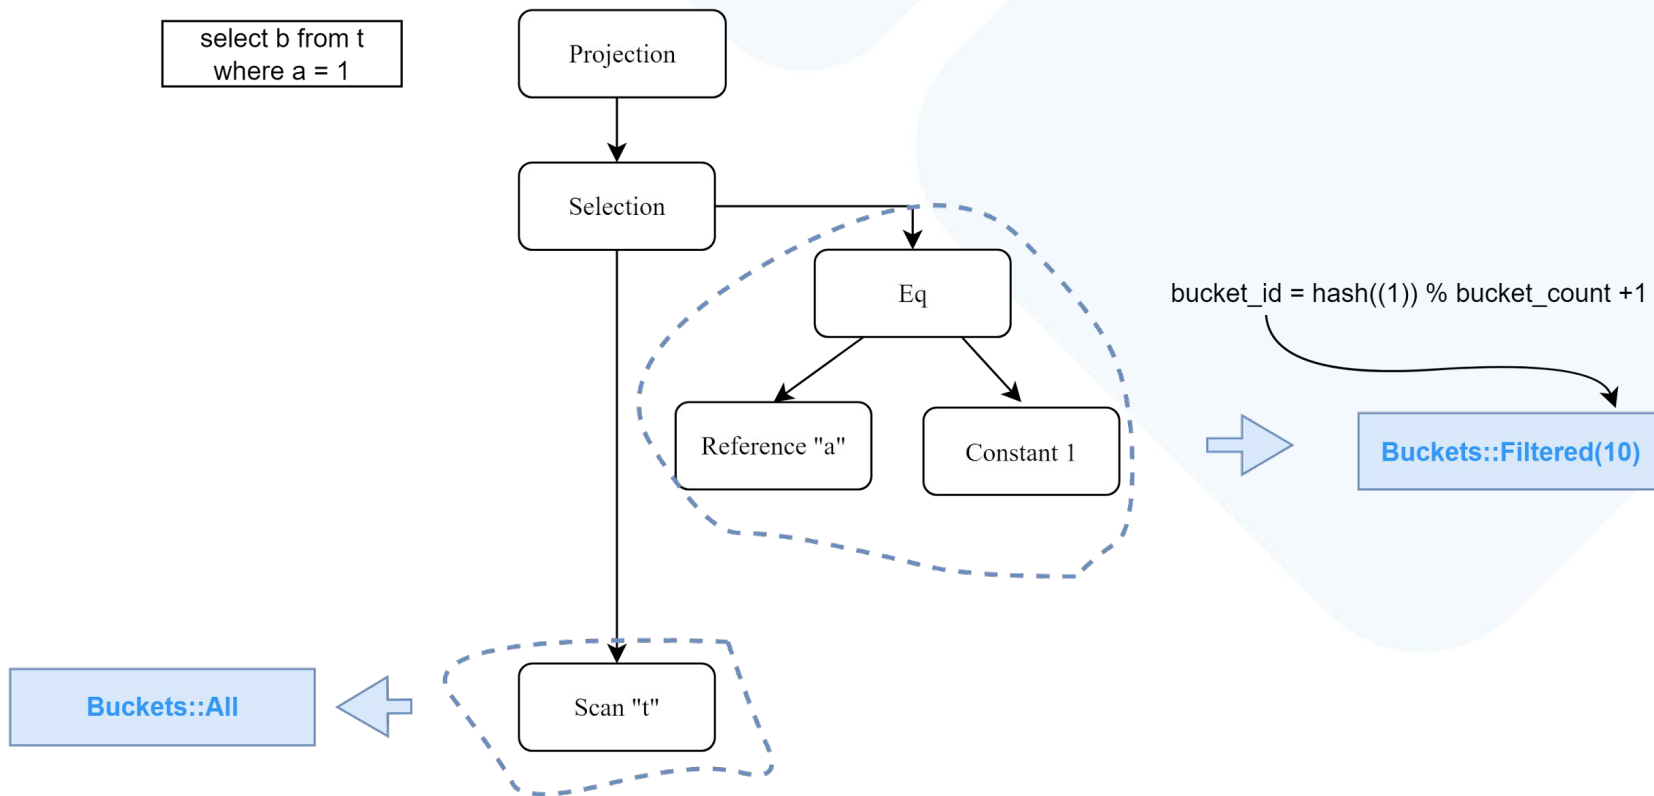 select b from t
where a = 1
Projection
Selection
Eq
bucket_id = hash((1)) % bucket_count +1
Reference "a"
Constant 1
Buckets::Filtered(10)
Buckets::All
Scan "t"